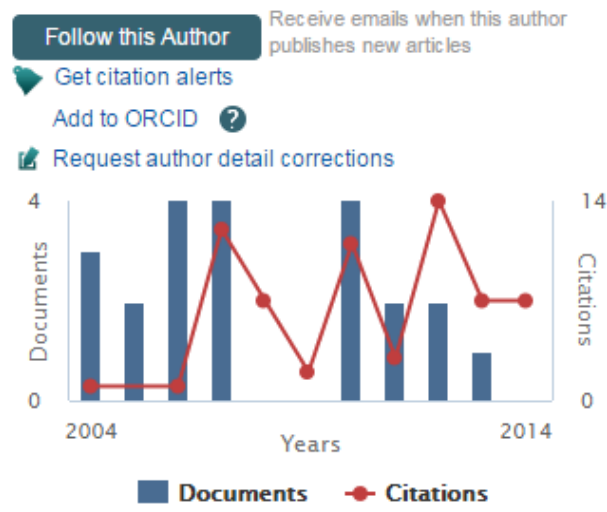 Follow this Author
Receive emails when this author
publishes new articles
Get citation alerts
Add to ORCID ?
Request author detail corrections
4
14
Documents
Citations
0
0
2004
2014
Years
Documents
Citations